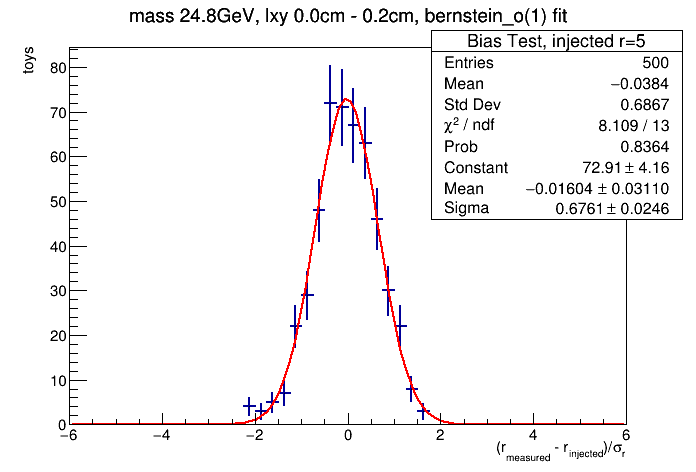 mass 24.8GeV, lxy 0.0cm - 0.2cm, bernstein_o(1) fit
toys
Bias Test, injected r=5
Entries 500
Mean −0.0384
Std Dev 0.6867
χ² / ndf 8.109 / 13
Prob 0.8364
Constant 72.91 ± 4.16
Mean −0.01604 ± 0.03110
Sigma 0.6761 ± 0.0246
80
70
60
50
40
30
20
10
0
−6 −4 −2 0 2 4 6
(r_measured - r_injected)/σ_r